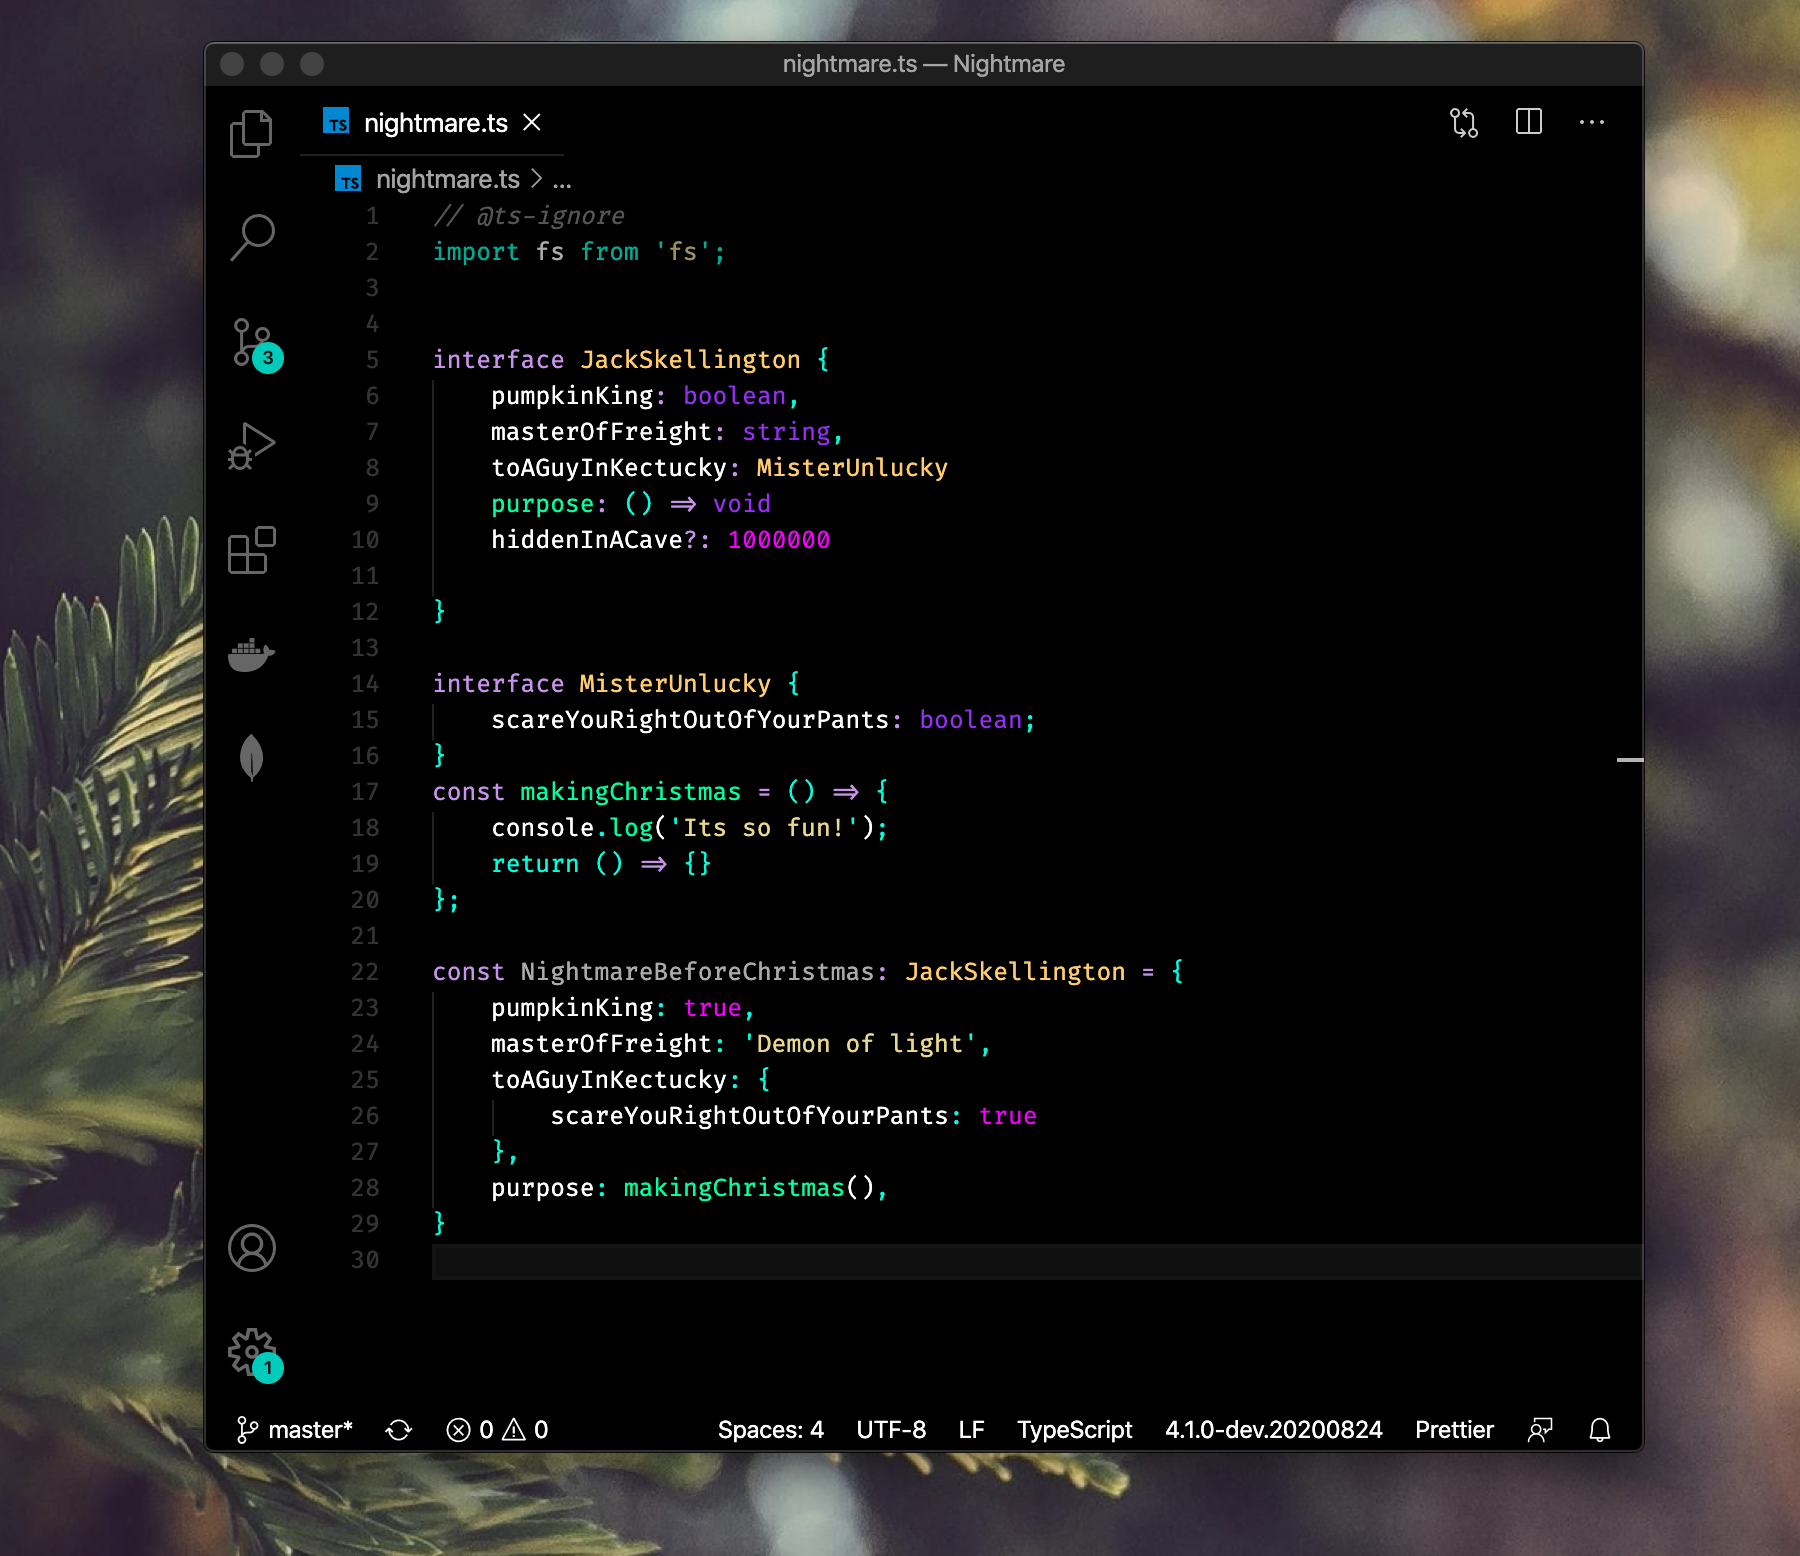 nightmare.ts — Nightmare
TS nightmare.ts
TS nightmare.ts > ...
1 // @ts-ignore
2 import fs from 'fs';
3
4
5 interface JackSkellington {
6 pumpkinKing: boolean,
7 masterOfFreight: string,
8 toAGuyInKectucky: MisterUnlucky
9 purpose: () => void
10 hiddenInACave?: 1000000
11
12 }
13
14 interface MisterUnlucky {
15 scareYouRightOutOfYourPants: boolean;
16 }
17 const makingChristmas = () => {
18 console.log('Its so fun!');
19 return () => {}
20 };
21
22 const NightmareBeforeChristmas: JackSkellington = {
23 pumpkinKing: true,
24 masterOfFreight: 'Demon of light',
25 toAGuyInKectucky: {
26 scareYouRightOutOfYourPants: true
27 },
28 purpose: makingChristmas(),
29 }
30
3
1
master* 0 0 Spaces: 4 UTF-8 LF TypeScript 4.1.0-dev.20200824 Prettier